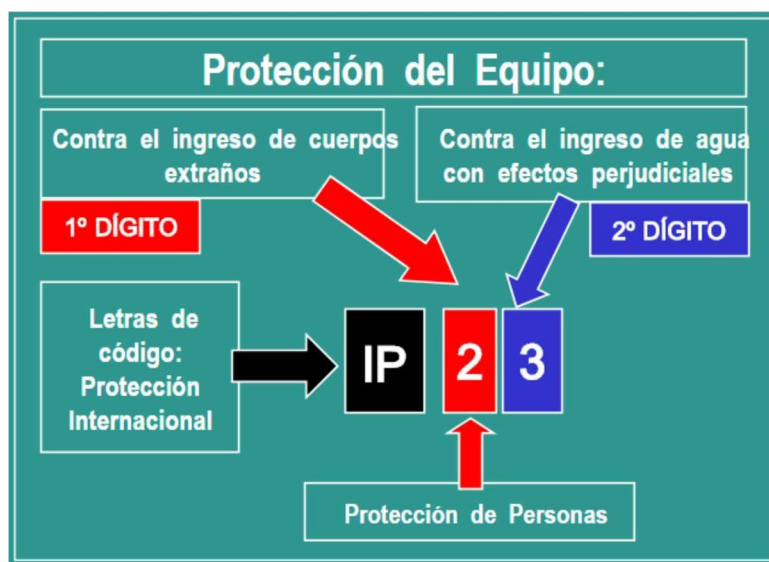 Protección del Equipo:
Contra el ingreso de cuerpos
extraños
1º DÍGITO
Contra el ingreso de agua
con efectos perjudiciales
2º DÍGITO
Letras de
código:
Protección
Internacional
IP 2 3
Protección de Personas